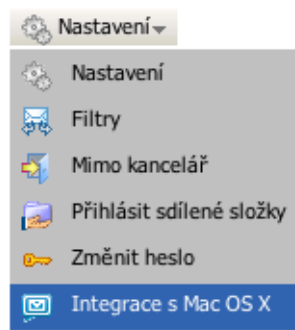 Nastavení
Nastavení
Filtry
Mimo kancelář
Přihlásit sdílené složky
Změnit heslo
Integrace s Mac OS X